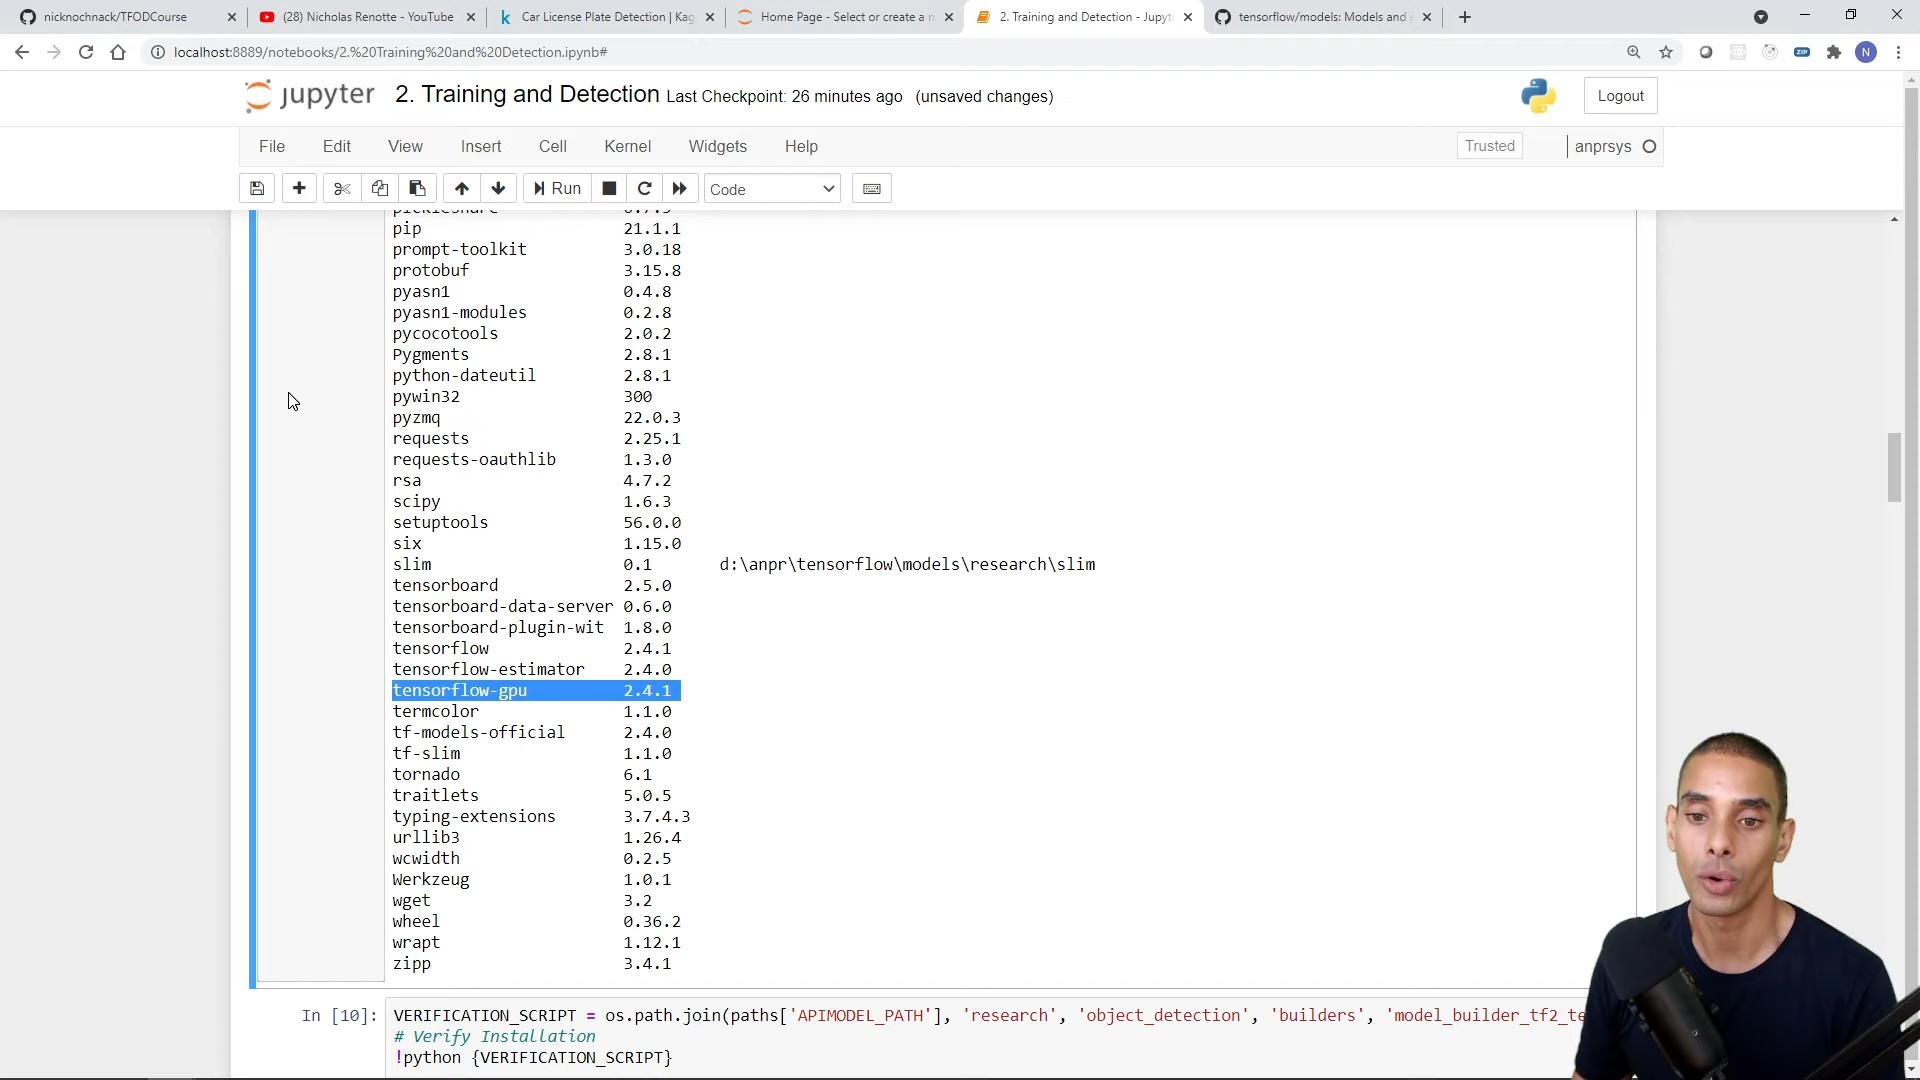 nicknochnack/TFODCourse
(28) Nicholas Renotte - YouTube
Car License Plate Detection | Kag
Home Page - Select or create a n
2. Training and Detection - Jupyt
tensorflow/models: Models and e
localhost:8889/notebooks/2.%20Training%20and%20Detection.ipynb#
ZIP
N
jupyter 2. Training and Detection Last Checkpoint: 26 minutes ago (unsaved changes)
Logout
File Edit View Insert Cell Kernel Widgets Help
Trusted
anprsys
Run
Code
pip 21.1.1
prompt-toolkit 3.0.18
protobuf 3.15.8
pyasn1 0.4.8
pyasn1-modules 0.2.8
pycocotools 2.0.2
Pygments 2.8.1
python-dateutil 2.8.1
pywin32 300
pyzmq 22.0.3
requests 2.25.1
requests-oauthlib 1.3.0
rsa 4.7.2
scipy 1.6.3
setuptools 56.0.0
six 1.15.0
slim 0.1 d:\anpr\tensorflow\models\research\slim
tensorboard 2.5.0
tensorboard-data-server 0.6.0
tensorboard-plugin-wit 1.8.0
tensorflow 2.4.1
tensorflow-estimator 2.4.0
tensorflow-gpu 2.4.1
termcolor 1.1.0
tf-models-official 2.4.0
tf-slim 1.1.0
tornado 6.1
traitlets 5.0.5
typing-extensions 3.7.4.3
urllib3 1.26.4
wcwidth 0.2.5
Werkzeug 1.0.1
wget 3.2
wheel 0.36.2
wrapt 1.12.1
zipp 3.4.1
In [10]: VERIFICATION_SCRIPT = os.path.join(paths['APIMODEL_PATH'], 'research', 'object_detection', 'builders', 'model_builder_tf2_te
# Verify Installation
!python {VERIFICATION_SCRIPT}